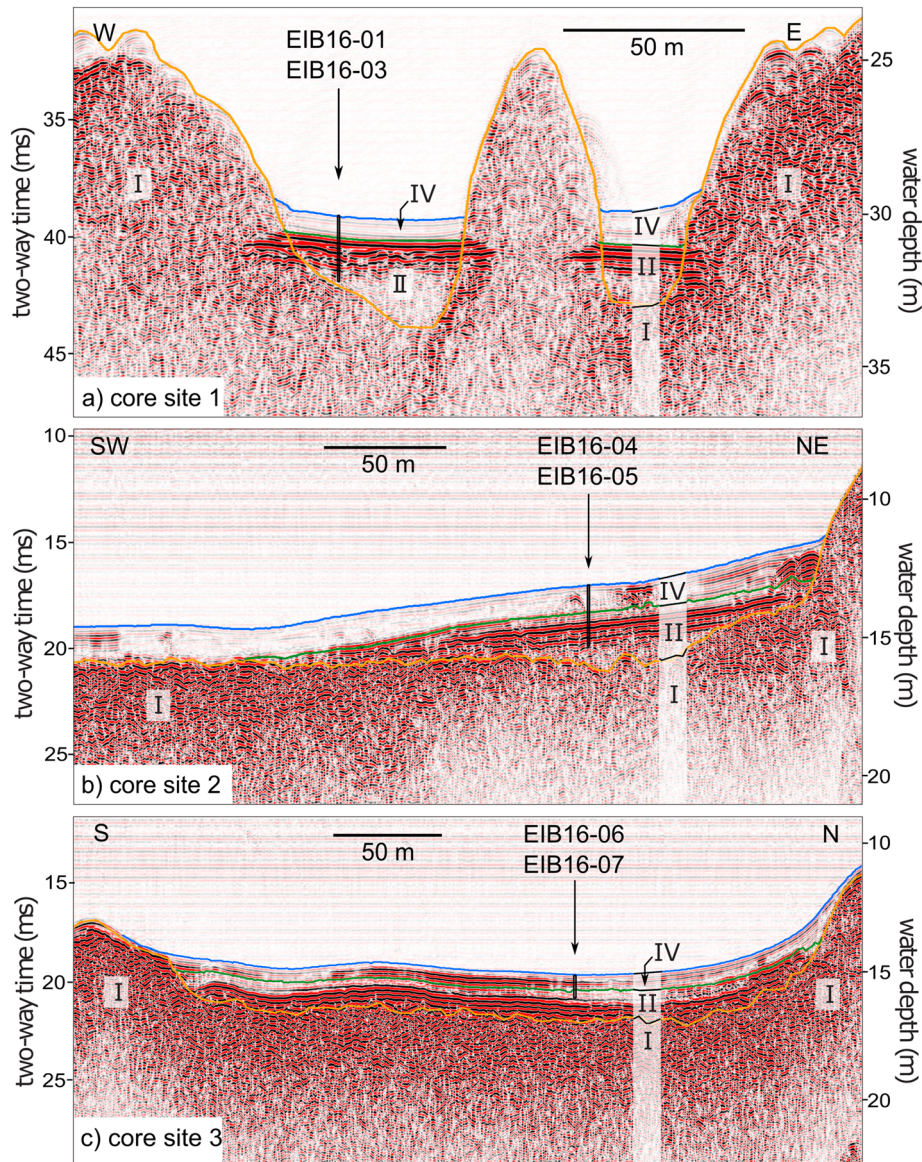 W
EIB16-01
EIB16-03
50 m
E
two-way time (ms)
35
40
45
water depth (m)
25
30
35
I
IV
II
I
IV
II
I
a) core site 1
SW
50 m
EIB16-04
EIB16-05
NE
two-way time (ms)
10
15
20
25
water depth (m)
10
15
20
IV
II
I
I
I
b) core site 2
S
50 m
EIB16-06
EIB16-07
N
two-way time (ms)
15
20
25
water depth (m)
10
15
20
IV
II
I
I
I
c) core site 3